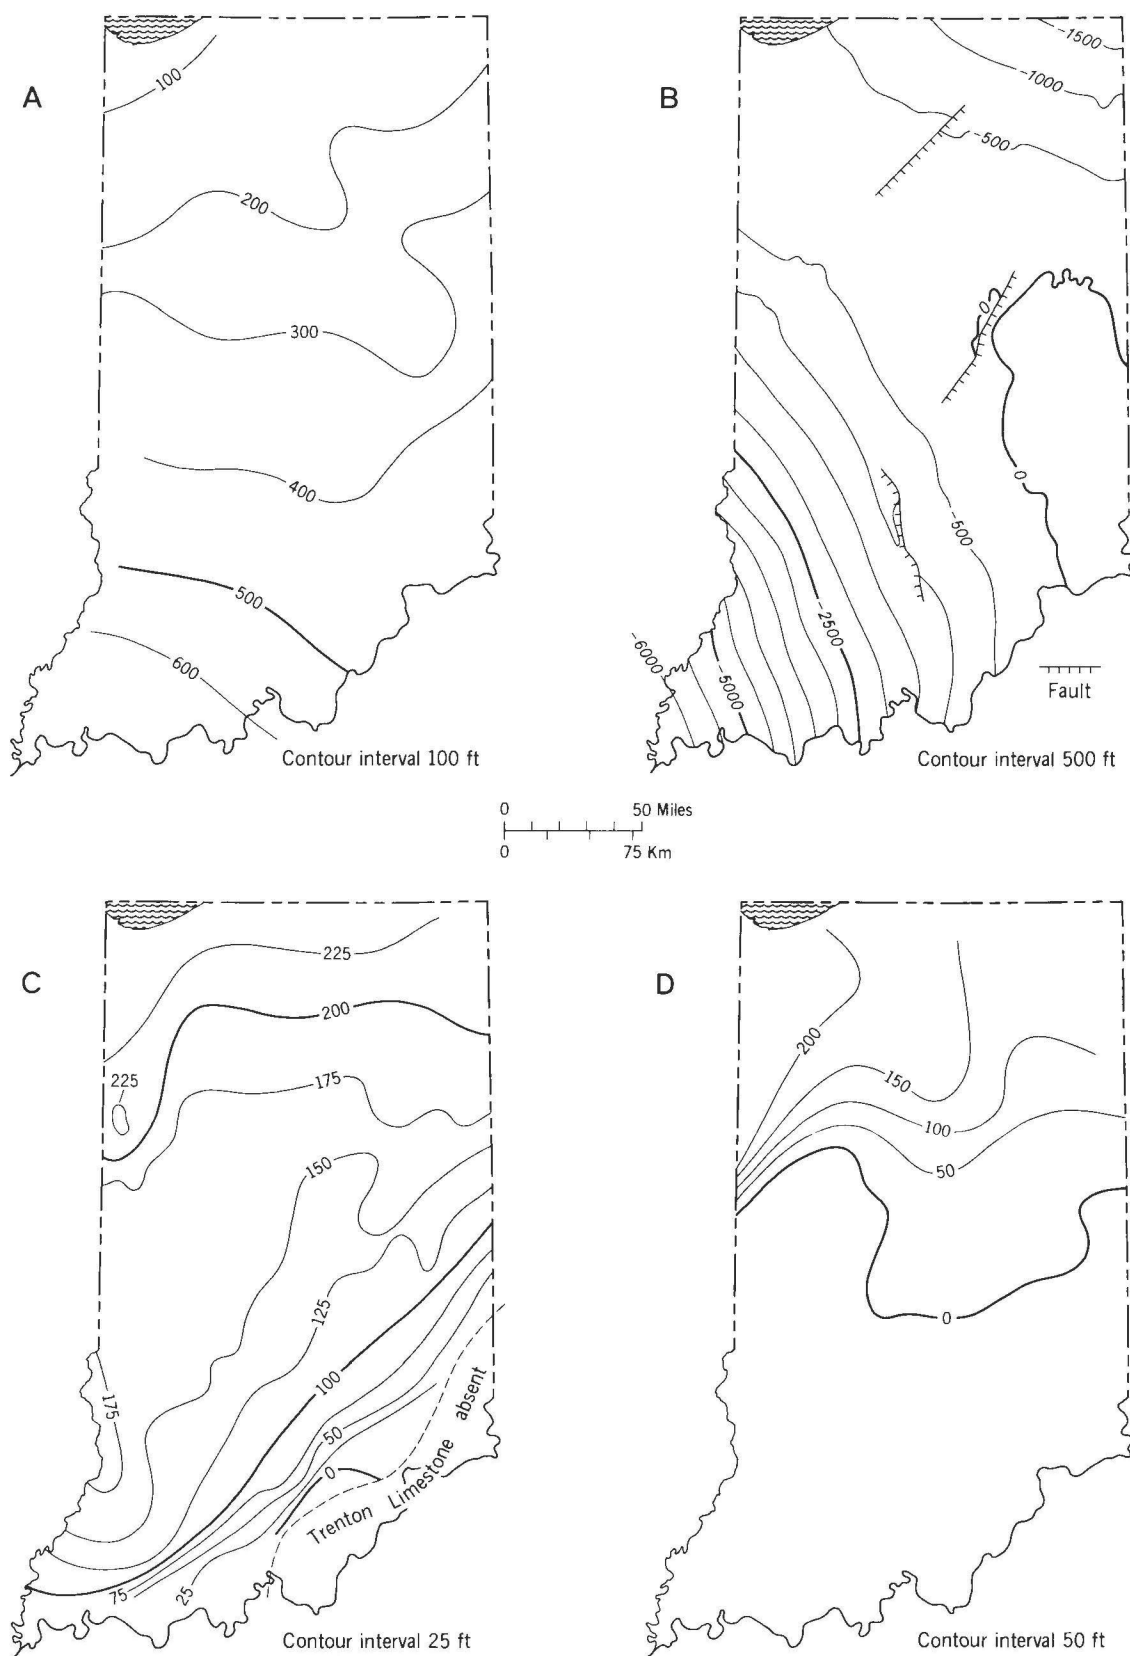 A
100
200
300
400
500
600
Contour interval 100 ft
B
-1500
-1000
-500
0
0
-500
-2500
-5000
-6000
Fault
Contour interval 500 ft
0 50 Miles
0 75 Km
C
225
200
225
175
150
125
100
175
50
0
75
25
Trenton Limestone absent
Contour interval 25 ft
D
200
150
100
50
0
Contour interval 50 ft